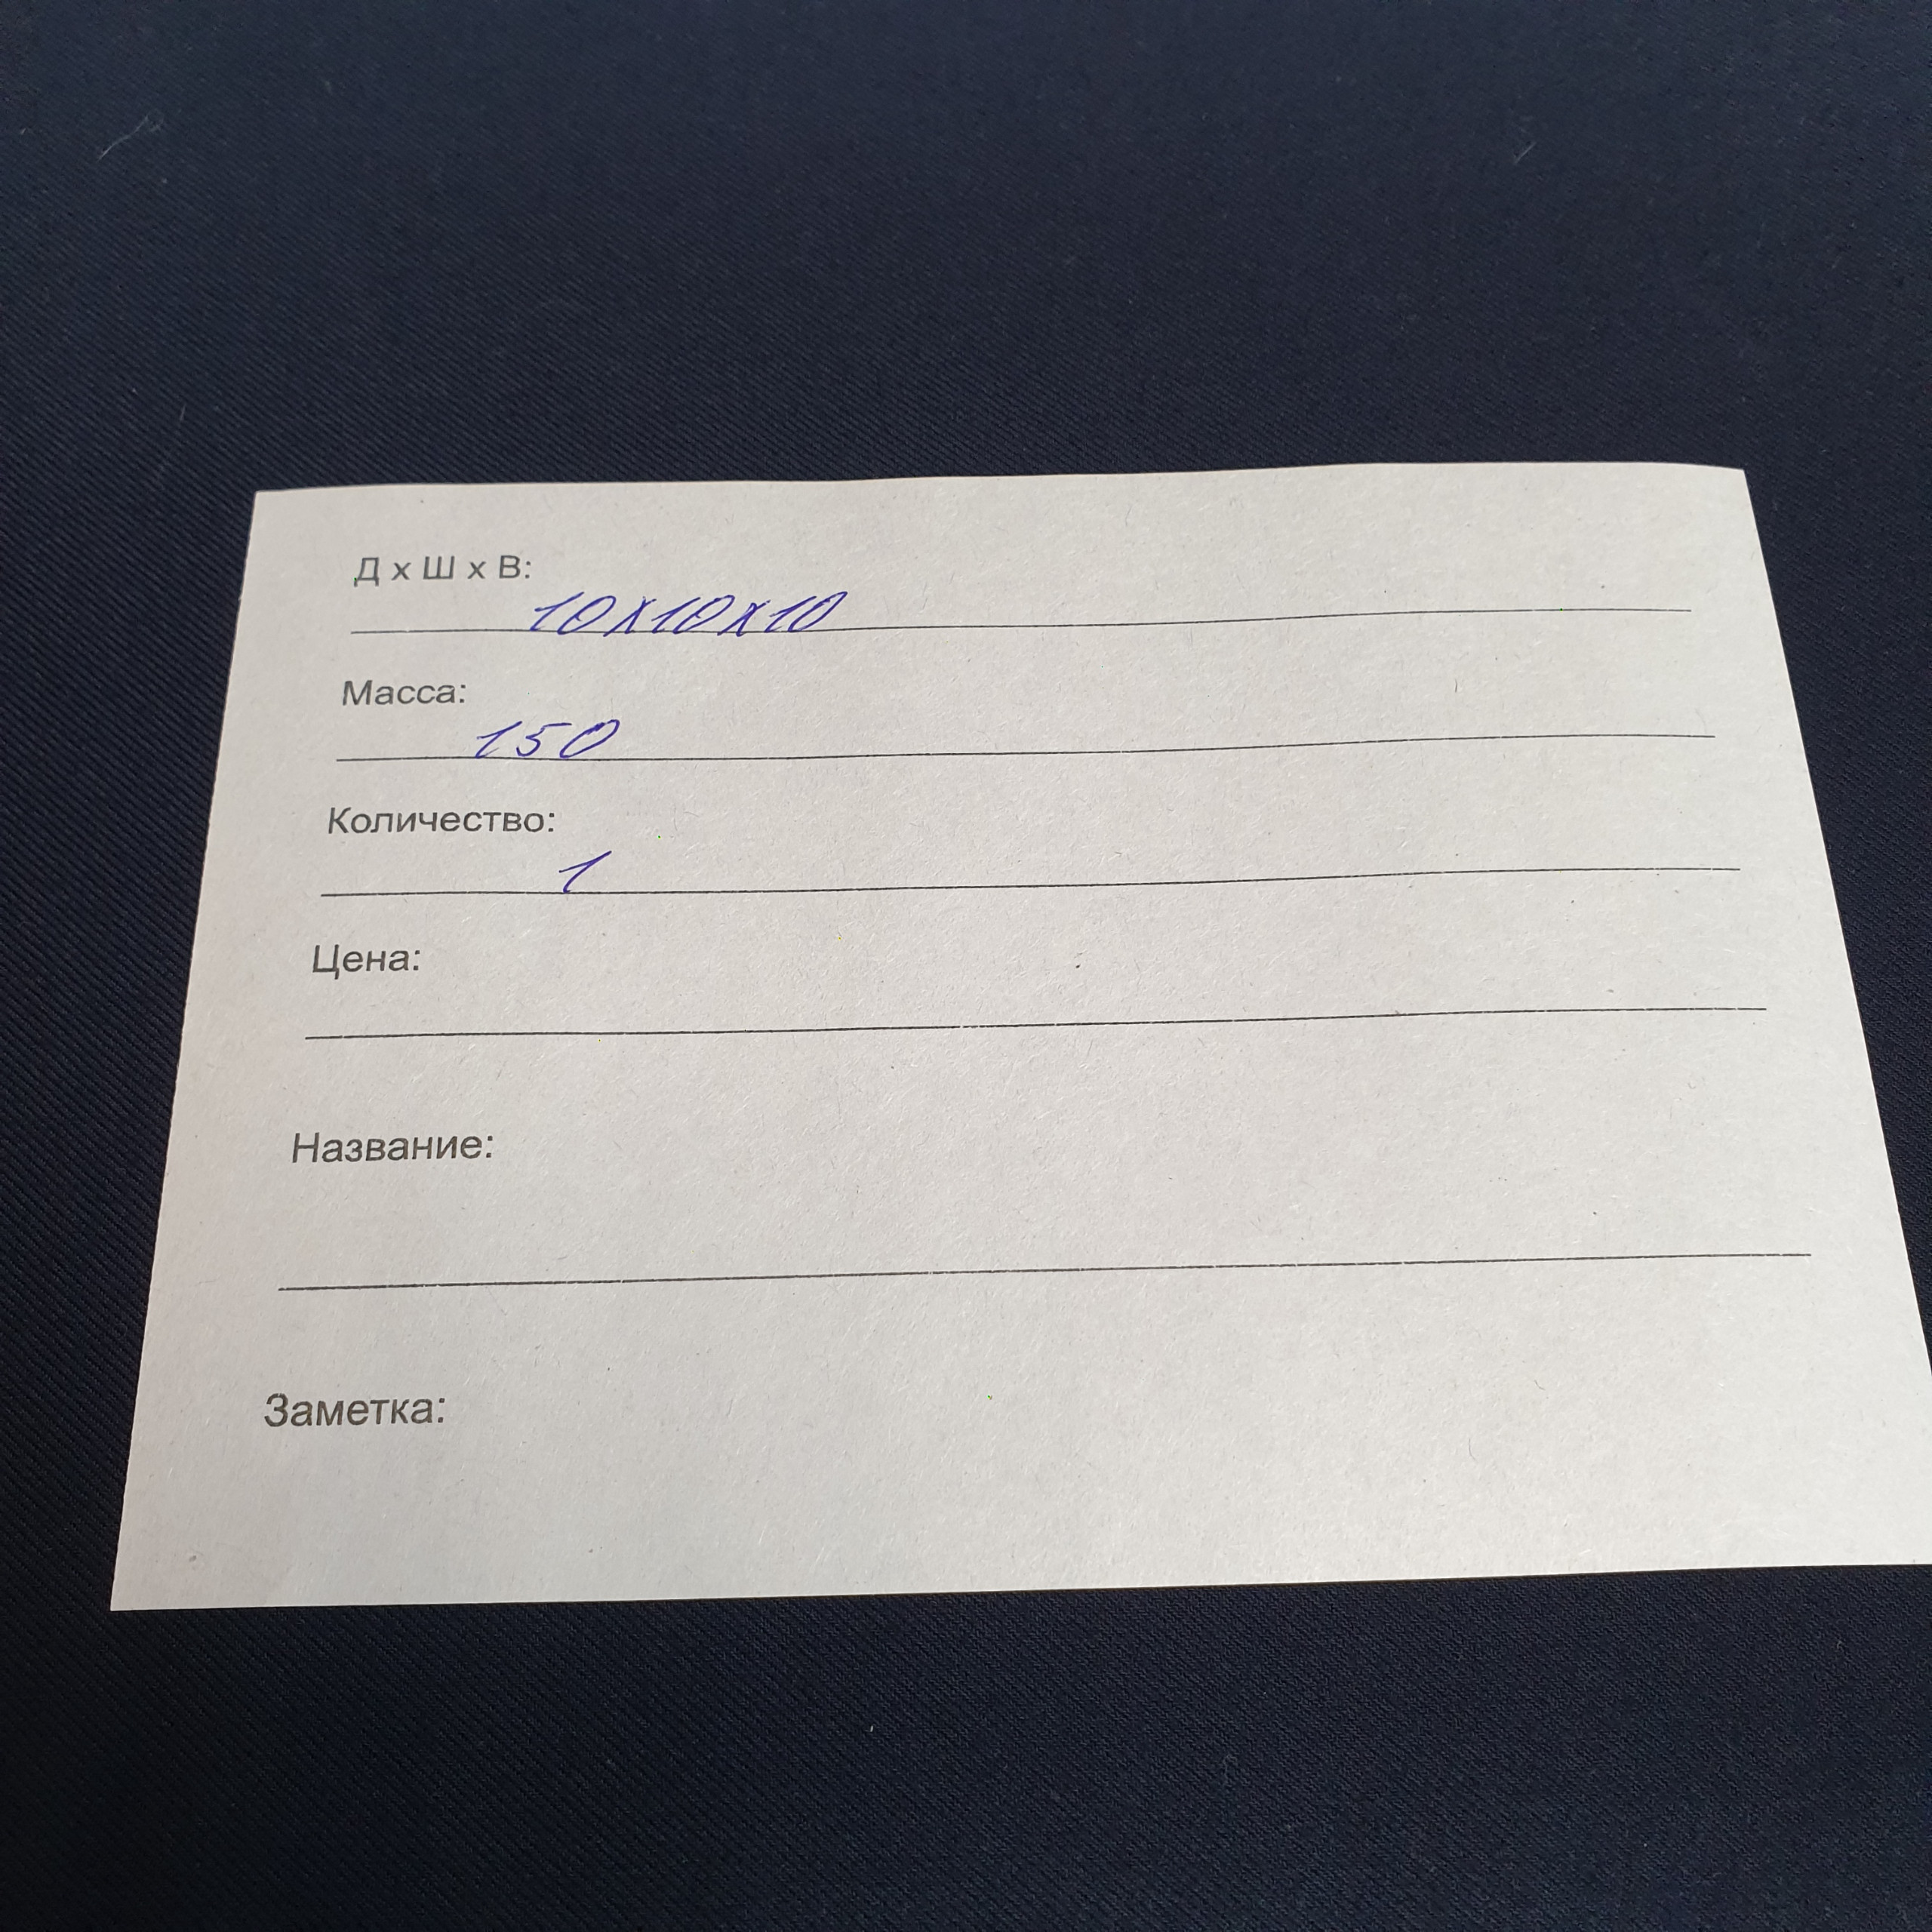 Д х Ш х В:
10х10х10
Масса:
150
Количество:
1
Цена:
Название:
Заметка: